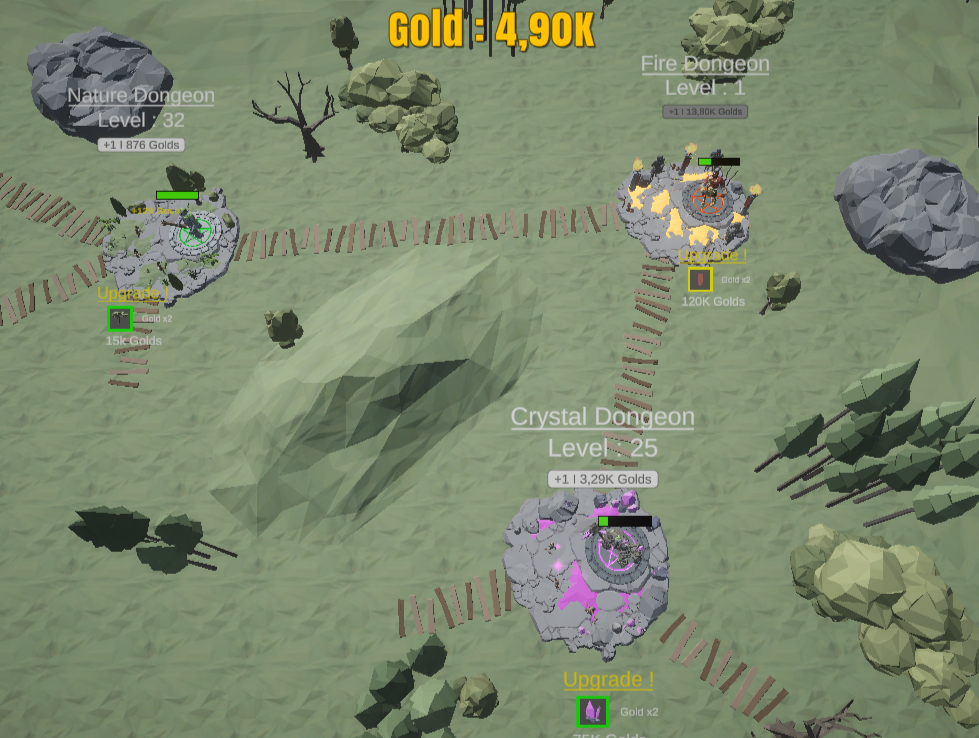 Gold : 4,90K
Fire Dongeon
Level : 1
+1 | 13,80K Golds
Nature Dongeon
Level : 32
+1 | 876 Golds
Upgrade !
Gold x2
120K Golds
Upgrade !
Gold x2
15k Golds
Crystal Dongeon
Level : 25
+1 | 3,29K Golds
Upgrade !
Gold x2
75K Golds